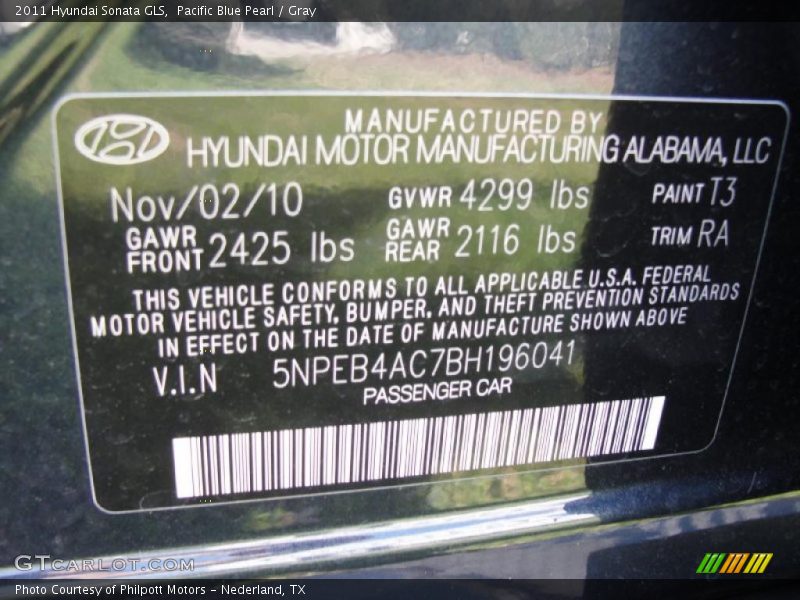 2011 Hyundai Sonata GLS, Pacific Blue Pearl / Gray
MANUFACTURED BY
HYUNDAI MOTOR MANUFACTURING ALABAMA, LLC
Nov/02/10 GVWR 4299 lbs PAINT T3
GAWR FRONT 2425 lbs GAWR REAR 2116 lbs TRIM RA
THIS VEHICLE CONFORMS TO ALL APPLICABLE U.S.A. FEDERAL
MOTOR VEHICLE SAFETY, BUMPER, AND THEFT PREVENTION STANDARDS
IN EFFECT ON THE DATE OF MANUFACTURE SHOWN ABOVE
V.I.N 5NPEB4AC7BH196041
PASSENGER CAR
GTCARLOT.COM
Photo Courtesy of Philpott Motors - Nederland, TX